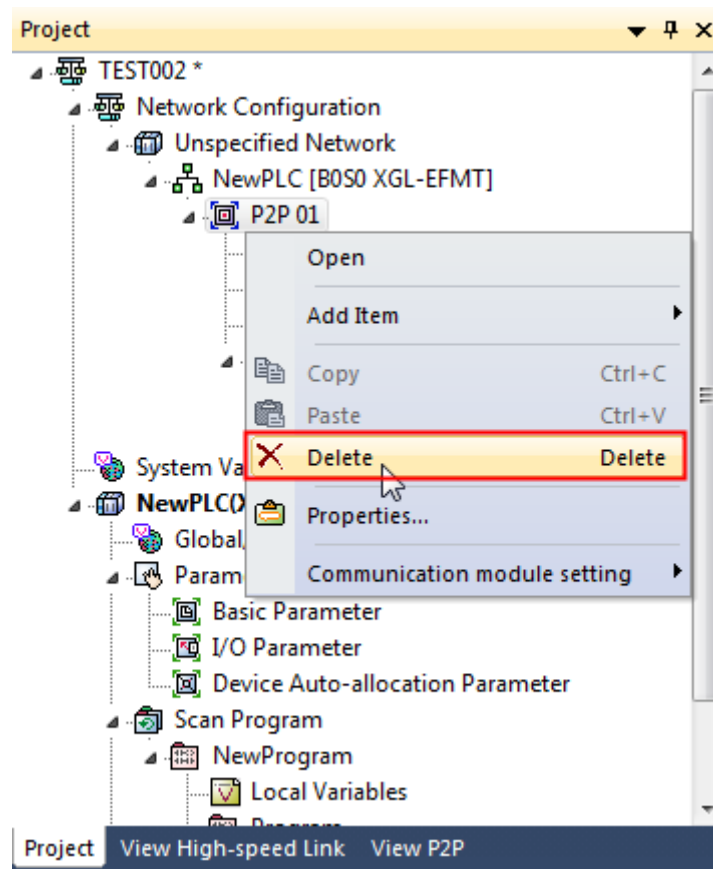 Project
TEST002 *
Network Configuration
Unspecified Network
NewPLC [B0S0 XGL-EFMT]
P2P 01
Open
Add Item
Copy Ctrl+C
Paste Ctrl+V
Delete Delete
Properties...
Communication module setting
System Va
NewPLC(X
Global
Param
Basic Parameter
I/O Parameter
Device Auto-allocation Parameter
Scan Program
NewProgram
Local Variables
Program
Project View High-speed Link View P2P